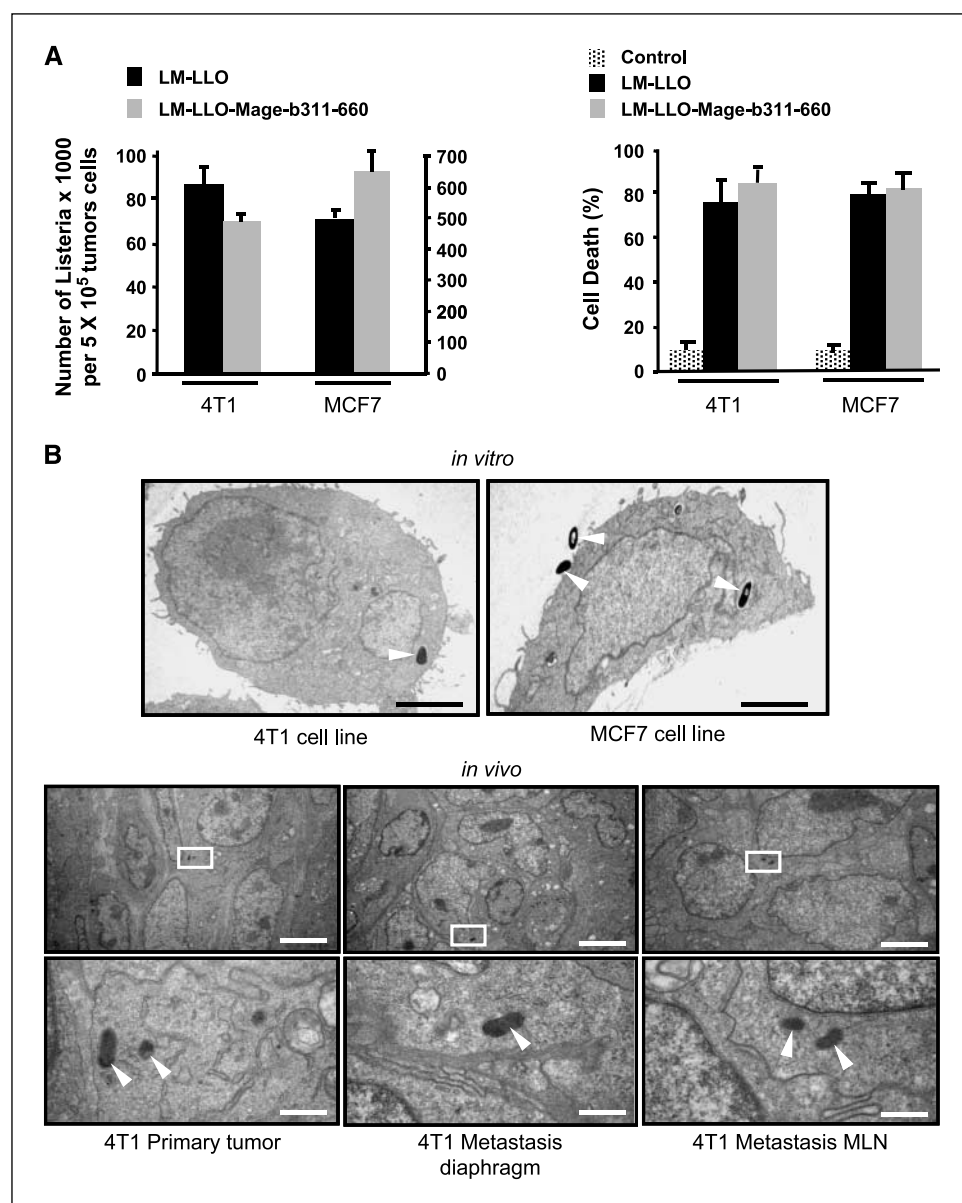 A
LM-LLO
LM-LLO-Mage-b311-660
Number of Listeria x 1000
per 5 X 10⁵ tumors cells
100
80
60
40
20
0
700
600
500
400
300
200
100
0
4T1
MCF7
Control
LM-LLO
LM-LLO-Mage-b311-660
Cell Death (%)
100
80
60
40
20
0
4T1
MCF7
B
in vitro
4T1 cell line
MCF7 cell line
in vivo
4T1 Primary tumor
4T1 Metastasis
diaphragm
4T1 Metastasis MLN